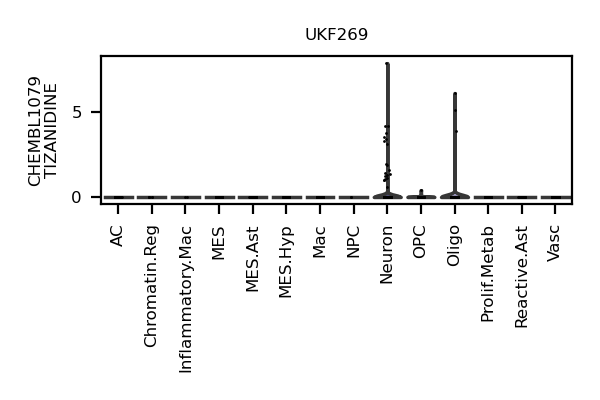 UKF269
CHEMBL1079
TIZANIDINE
5
0
AC
Chromatin.Reg
Inflammatory.Mac
MES
MES.Ast
MES.Hyp
Mac
NPC
Neuron
OPC
Oligo
Prolif.Metab
Reactive.Ast
Vasc